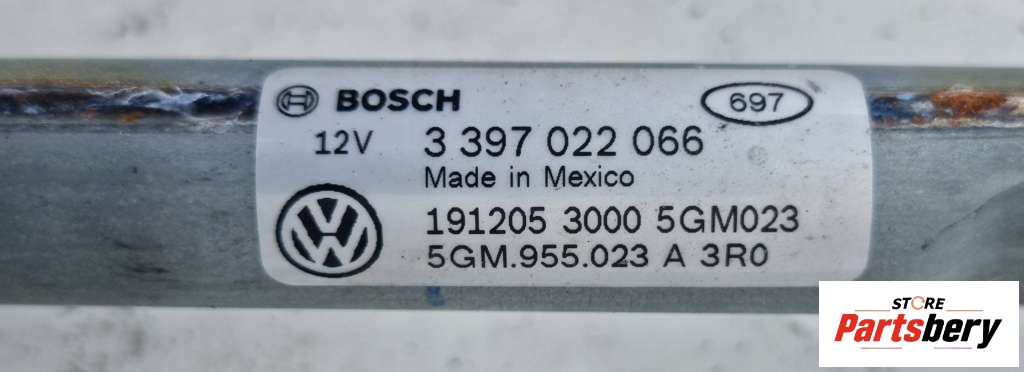 BOSCH 697
12V 3 397 022 066
Made in Mexico
191205 3000 5GM023
5GM.955.023 A 3R0
STORE
Partsbery